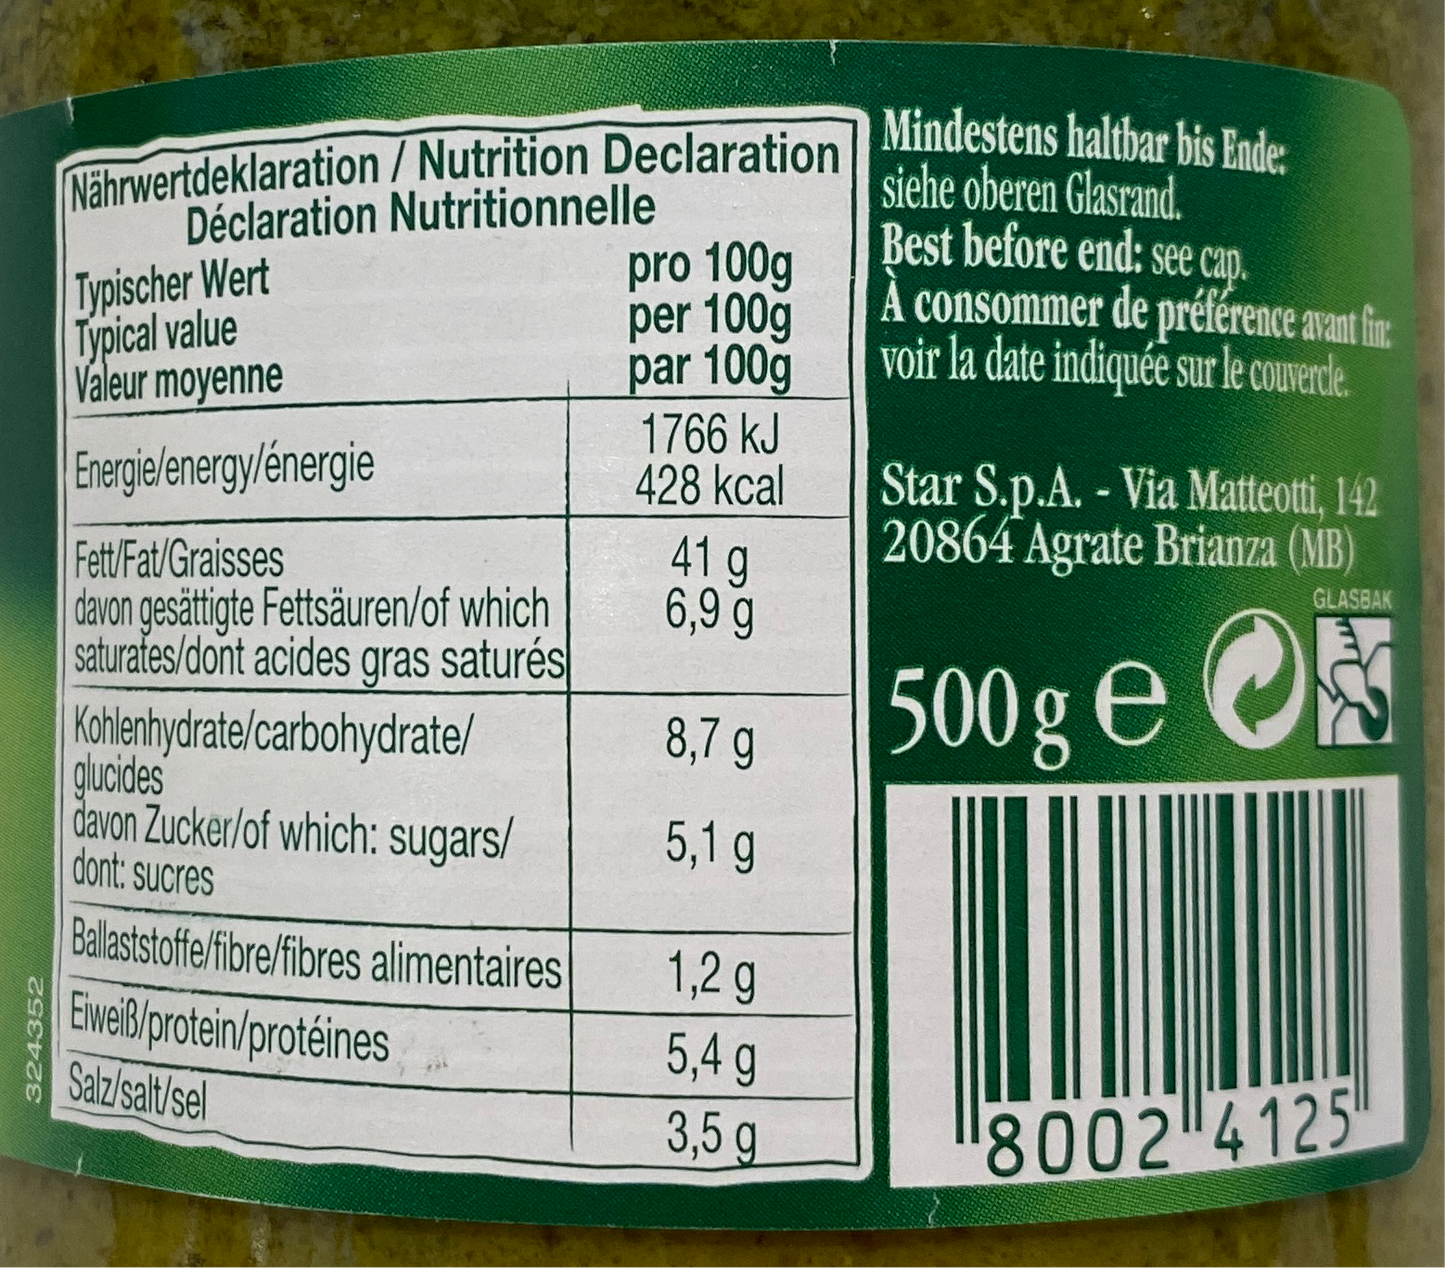 Nährwertdeklaration / Nutrition Declaration
Déclaration Nutritionnelle
Typischer Wert pro 100g
Typical value per 100g
Valeur moyenne par 100g
Energie/energy/énergie 1766 kJ
428 kcal
Fett/Fat/Graisses 41 g
davon gesättigte Fettsäuren/of which 6,9 g
saturates/dont acides gras saturés
Kohlenhydrate/carbohydrate/ 8,7 g
glucides
davon Zucker/of which: sugars/ 5,1 g
dont: sucres
Ballaststoffe/fibre/fibres alimentaires 1,2 g
Eiweiß/protein/protéines 5,4 g
Salz/salt/sel 3,5 g
324352
Mindestens haltbar bis Ende:
siehe oberen Glasrand.
Best before end: see cap.
À consommer de préférence avant fin:
voir la date indiquée sur le couvercle.
Star S.p.A. - Via Matteotti, 142
20864 Agrate Brianza (MB)
GLASBAK
500 g e
8002 4125